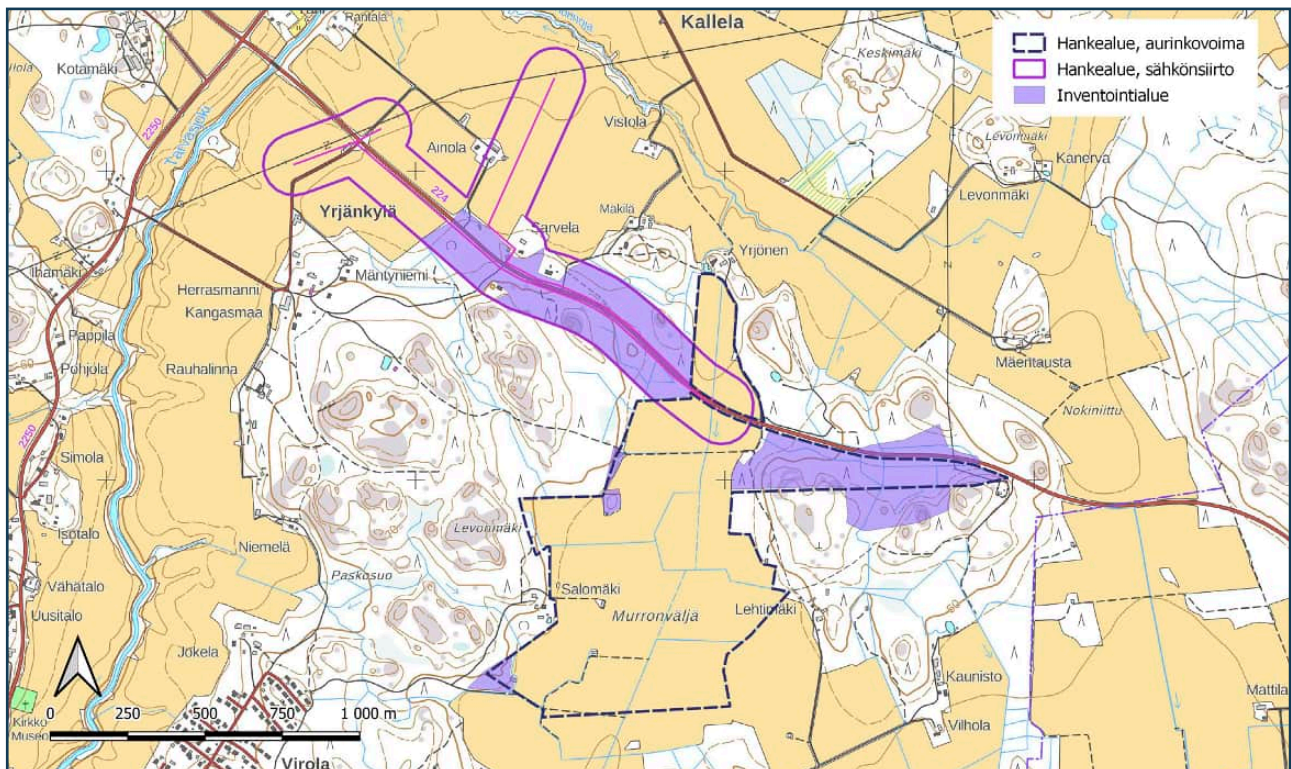 Kallela
Rantala
Kotamäki
Keskimäki
Hankealue, aurinkovoima
Hankealue, sähkönsiirto
Inventointialue
2250
Tarvasjoki
Vistola
Ainola
Levonmäki
Kanerva
Levonmäki
224
Yrjänkylä
Sarvela
Mäkilä
Yrjönen
Ihamäki
Mäntyniemi
Herrasmanni
Kangasmaa
Pappila
Pohjola
Rauhalinna
Mäentausta
Nokiniittu
2250
Simola
Isotalo
Levonmäki
Niemelä
Paskosuo
Vähätalo
Salomäki
Uusitalo
Murronvälja
Lehtimäki
Jokela
Kaunisto
Mattila
Kirkko
Museo
0 250 500 750 1 000 m
Vilhola
Virola